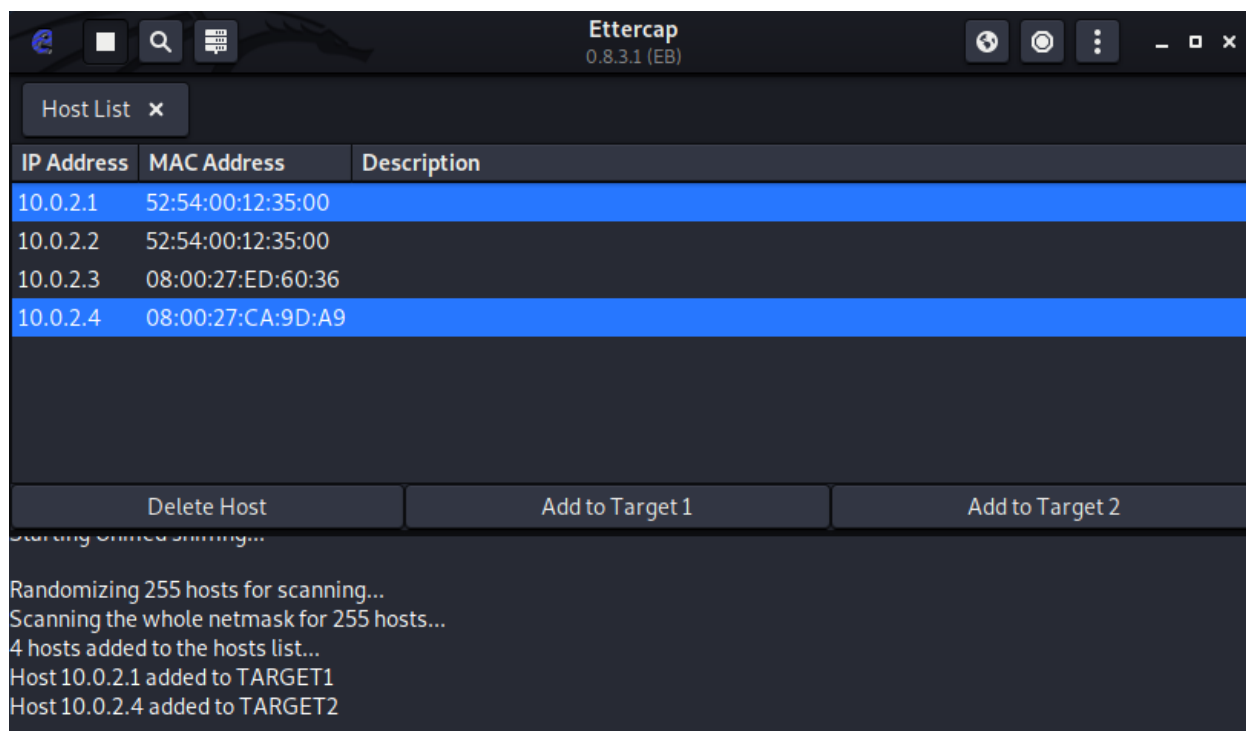 Ettercap
0.8.3.1 (EB)
Host List
IP Address MAC Address Description
10.0.2.1 52:54:00:12:35:00
10.0.2.2 52:54:00:12:35:00
10.0.2.3 08:00:27:ED:60:36
10.0.2.4 08:00:27:CA:9D:A9
Delete Host Add to Target 1 Add to Target 2
Starting Unified sniffing...
Randomizing 255 hosts for scanning...
Scanning the whole netmask for 255 hosts...
4 hosts added to the hosts list...
Host 10.0.2.1 added to TARGET1
Host 10.0.2.4 added to TARGET2